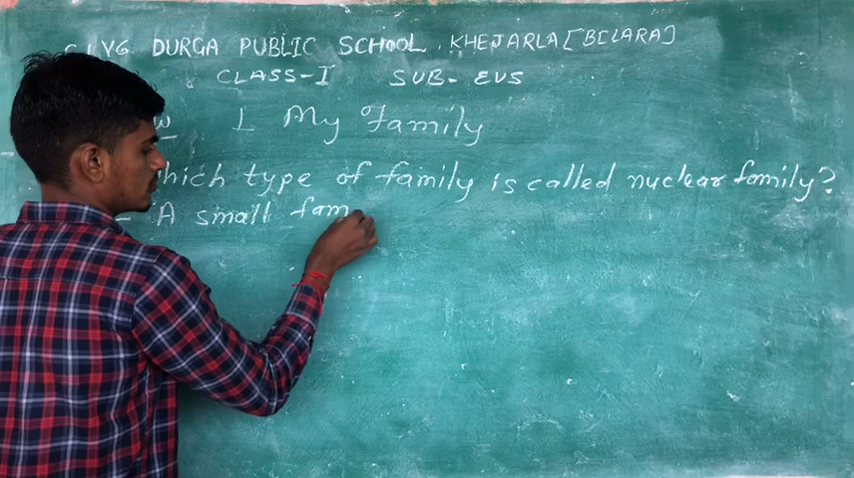 DURGA PUBLIC SCHOOL, KHEJARLA [BILARA]
CLASS-I SUB- EVS
L My Family
which type of family is called nuclear family?
- A small fam